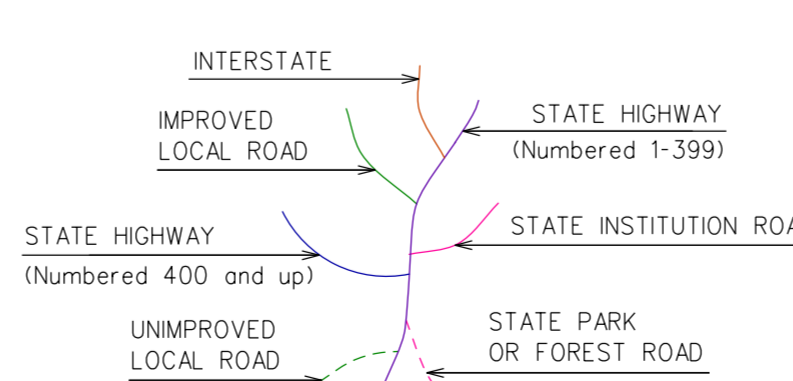 INTERSTATE
STATE HIGHWAY
(Numbered 1-399)
IMPROVED
LOCAL ROAD
STATE INSTITUTION
STATE HIGHWAY
(Numbered 400 and up)
STATE PARK
OR FOREST ROAD
UNIMPROVED
LOCAL ROAD